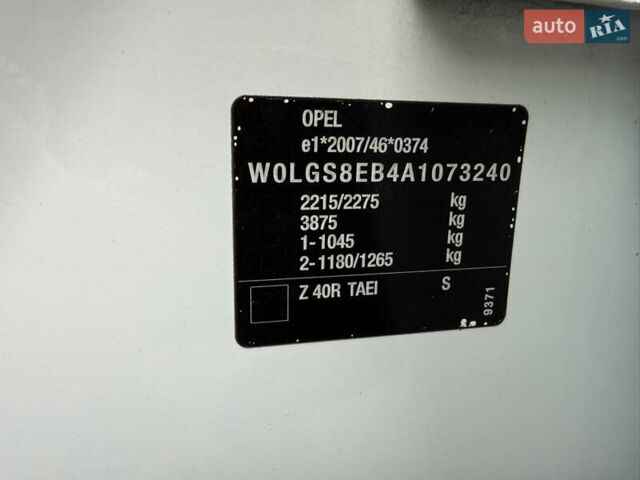 auto RIA.com
OPEL
e1*2007/46*0374
W0LGS8EB4A1073240
2215/2275 kg
3875 kg
1-1045 kg
2-1180/1265 kg
Z 40R TAEI S
9371